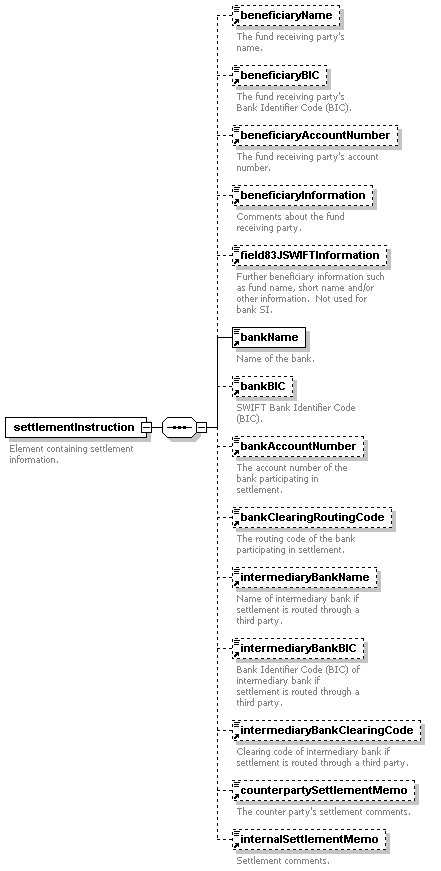 beneficiaryName
The fund receiving party's
name.
beneficiaryBIC
The fund receiving party's
Bank Identifier Code (BIC).
beneficiaryAccountNumber
The fund receiving party's account
number.
beneficiaryInformation
Comments about the fund
receiving party.
field83JSWIFTInformation
Further beneficiary information such
as fund name, short name and/or
other information.  Not used for
bank SI.
bankName
Name of the bank.
bankBIC
SWIFT Bank Identifier Code
(BIC).
settlementInstruction
Element containing settlement
information.
bankAccountNumber
The account number of the
bank participating in
settlement.
bankClearingRoutingCode
The routing code of the bank
participating in settlement.
intermediaryBankName
Name of intermediary bank if
settlement is routed through a
third party.
intermediaryBankBIC
Bank Identifier Code (BIC) of
intermediary bank if
settlement is routed through a
third party.
intermediaryBankClearingCode
Clearing code of intermediary bank if
settlement is routed through a third party.
counterpartySettlementMemo
The counter party's settlement comments.
internalSettlementMemo
Settlement comments.